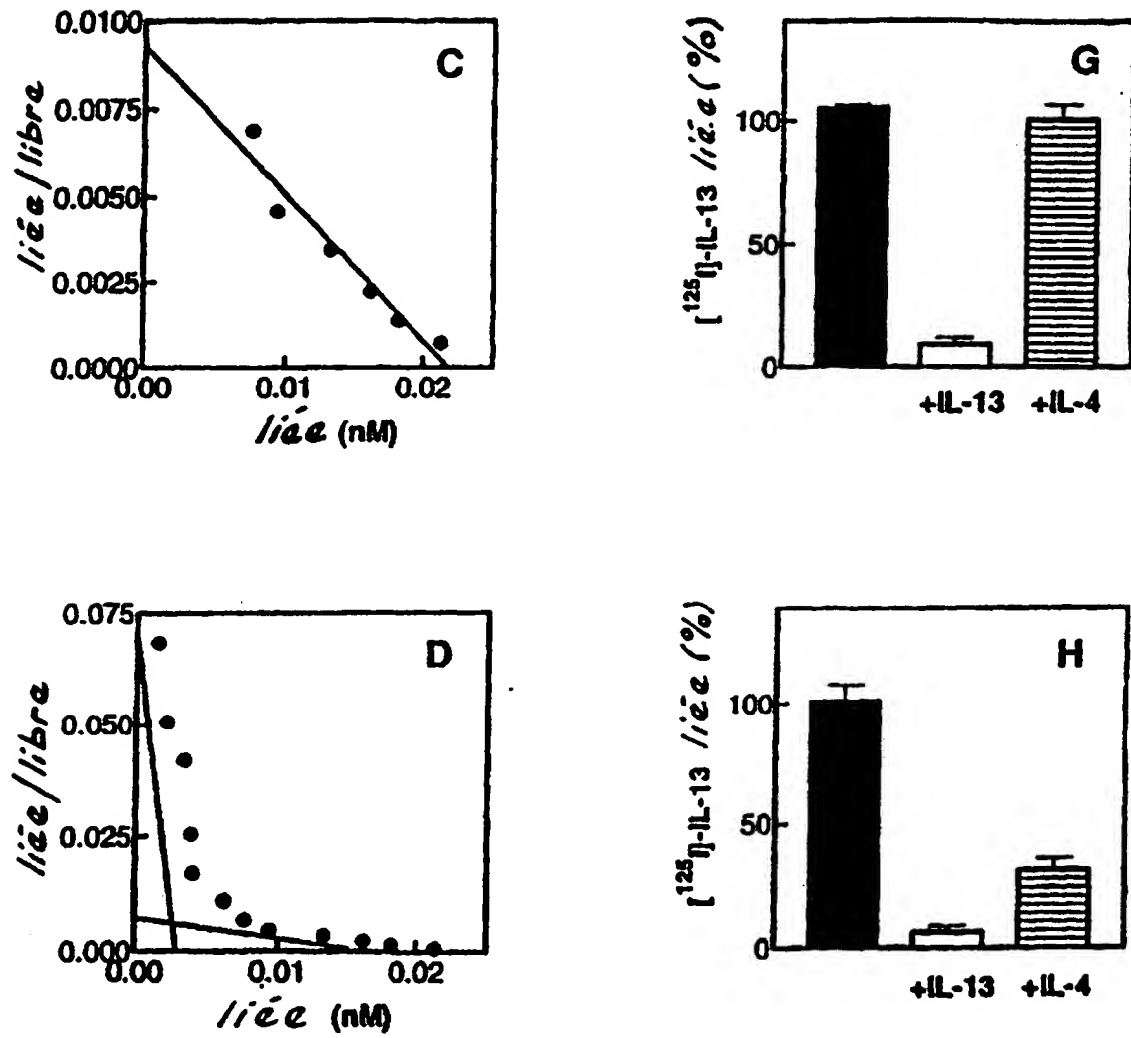 C
liée/libre
0.0100
0.0075
0.0050
0.0025
0.0000
0.00 0.01 0.02
liée (nM)
G
[¹²⁵I]-IL-13 liée (%)
100
50
0
+IL-13 +IL-4
D
liée/libre
0.075
0.050
0.025
0.000
0.00 0.01 0.02
liée (nM)
H
[¹²⁵I]-IL-13 liée (%)
100
50
0
+IL-13 +IL-4